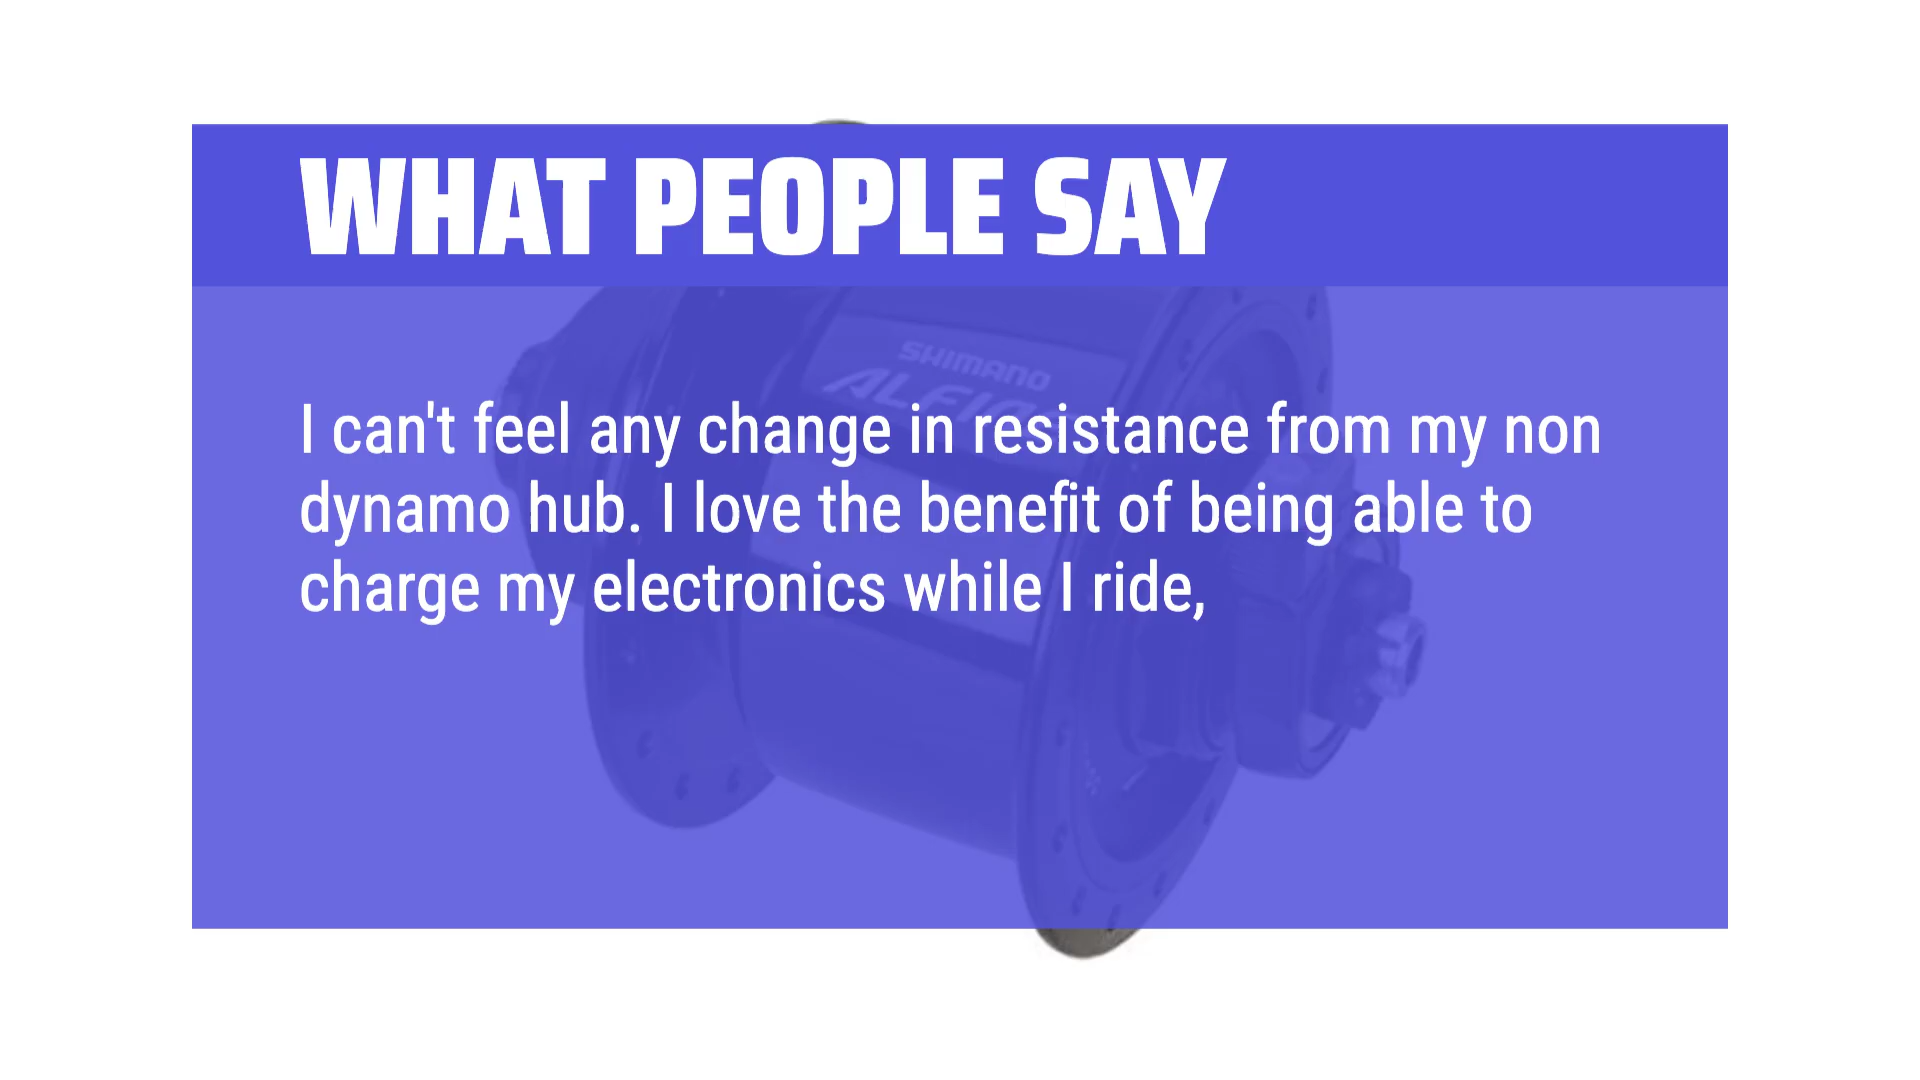 WHAT PEOPLE SAY
SHIMANO
ALFINE
I can't feel any change in resistance from my non
dynamo hub. I love the benefit of being able to
charge my electronics while I ride,